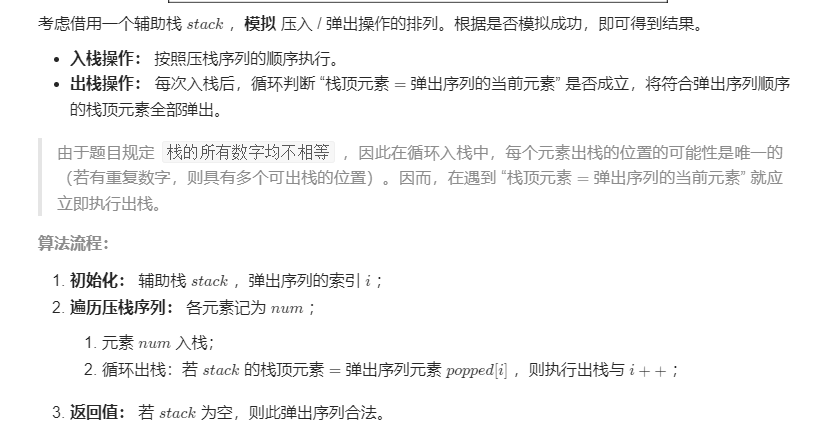 考虑借用一个辅助栈 stack ，模拟 压入 / 弹出操作的排列。根据是否模拟成功，即可得到结果。
• 入栈操作： 按照压栈序列的顺序执行。
• 出栈操作： 每次入栈后，循环判断 “栈顶元素 = 弹出序列的当前元素” 是否成立，将符合弹出序列顺序
的栈顶元素全部弹出。
由于题目规定 栈的所有数字均不相等 ，因此在循环入栈中，每个元素出栈的位置的可能性是唯一的
（若有重复数字，则具有多个可出栈的位置）。因而，在遇到 “栈顶元素 = 弹出序列的当前元素” 就应
立即执行出栈。
算法流程：
1. 初始化： 辅助栈 stack ，弹出序列的索引 i ；
2. 遍历压栈序列： 各元素记为 num ；
1. 元素 num 入栈；
2. 循环出栈：若 stack 的栈顶元素 = 弹出序列元素 popped[i] ，则执行出栈与 i++ ；
3. 返回值： 若 stack 为空，则此弹出序列合法。